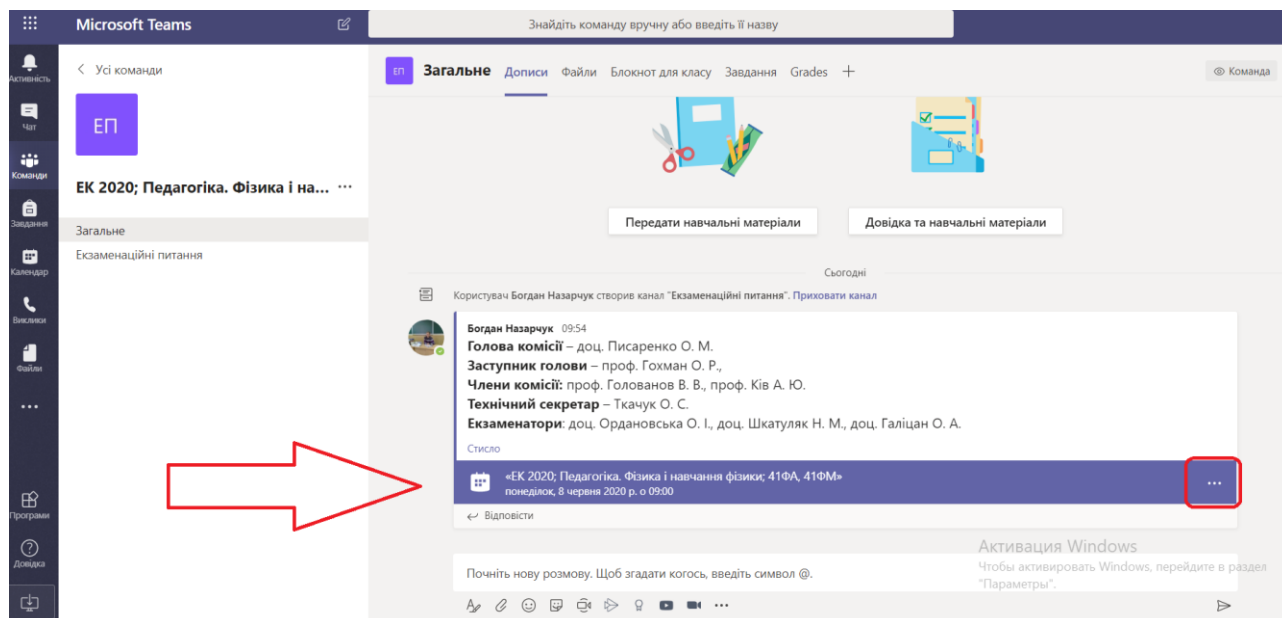 Microsoft Teams
Знайдіть команду вручну або введіть її назву
Активність
Чат
Команди
Завдання
Календар
Виклики
Файли
Програми
Довідка
Усі команди
ЕП
ЕК 2020; Педагогіка. Фізика і на... ...
Загальне
Екзаменаційні питання
ЕП Загальне Дописи Файли Блокнот для класу Завдання Grades +
Команда
Передати навчальні матеріали Довідка та навчальні матеріали
Сьогодні
Користувач Богдан Назарчук створив канал "Екзаменаційні питання". Приховати канал
Богдан Назарчук 09:54
Голова комісії – доц. Писаренко О. М.
Заступник голови – проф. Гохман О. Р.,
Члени комісії: проф. Голованов В. В., проф. Ків А. Ю.
Технічний секретар – Ткачук О. С.
Екзаменатори: доц. Ордановська О. І., доц. Шкатуляк Н. М., доц. Галіцан О. А.
Стисло
«ЕК 2020; Педагогіка. Фізика і навчання фізики; 41ФА, 41ФМ»
понеділок, 8 червня 2020 р. о 09:00
Відповісти
Почніть нову розмову. Щоб згадати когось, введіть символ @.
Активация Windows
Чтобы активировать Windows, перейдите в раздел
"Параметры".